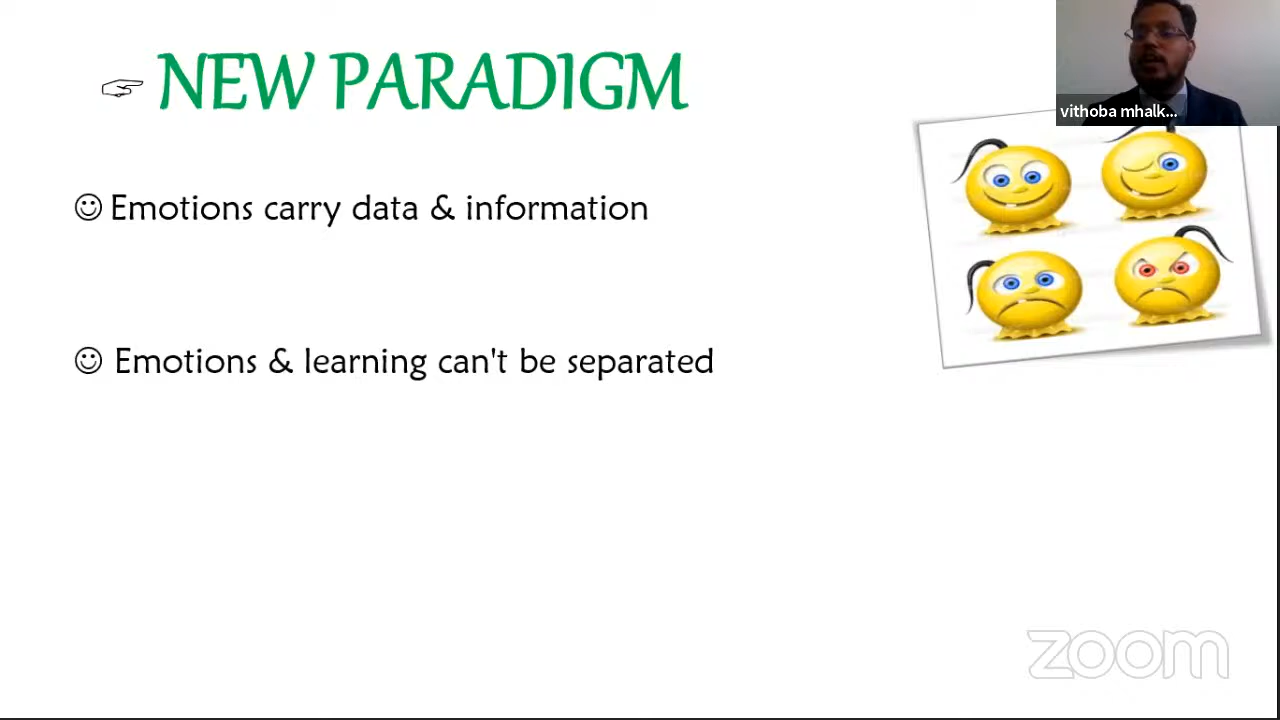 NEW PARADIGM
vithoba mhalk...
Emotions carry data & information
Emotions & learning can't be separated
zoom